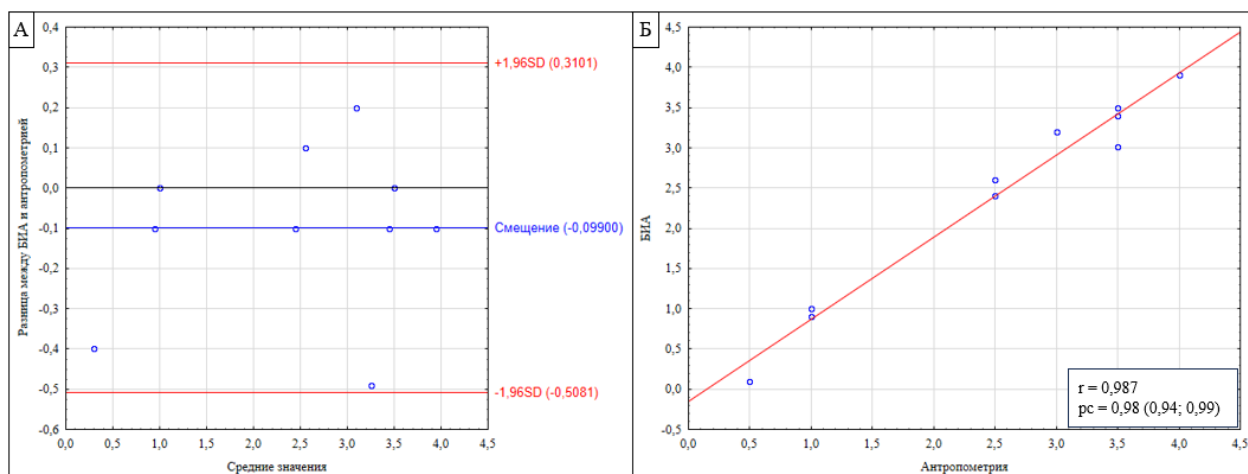 А
0,4
0,3
0,2
0,1
0,0
-0,1
-0,2
-0,3
-0,4
-0,5
-0,6
Разница между БИА и антропометрией
+1,96SD (0,3101)
Смещение (-0,09900)
-1,96SD (-0,5081)
0,0 0,5 1,0 1,5 2,0 2,5 3,0 3,5 4,0 4,5
Средние значения
Б
4,5
4,0
3,5
3,0
2,5
2,0
1,5
1,0
0,5
0,0
-0,5
БИА
r = 0,987
pc = 0,98 (0,94; 0,99)
0,0 0,5 1,0 1,5 2,0 2,5 3,0 3,5 4,0 4,5
Антропометрия